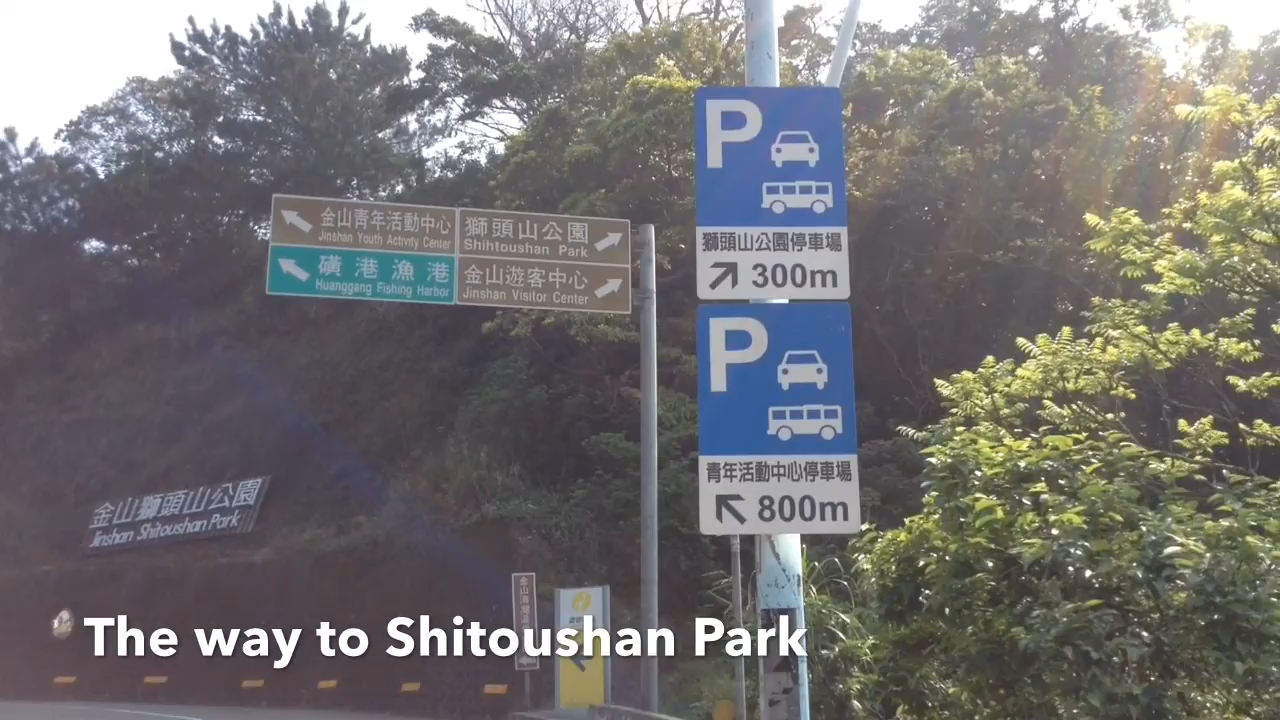 金山青年活動中心
Jinshan Youth Activity Center
獅頭山公園
Shihtoushan Park
磺港漁港
Huanggang Fishing Harbor
金山遊客中心
Jinshan Visitor Center
P
獅頭山公園停車場
300m
P
青年活動中心停車場
800m
金山獅頭山公園
Jinshan Shitoushan Park
The way to Shitoushan Park